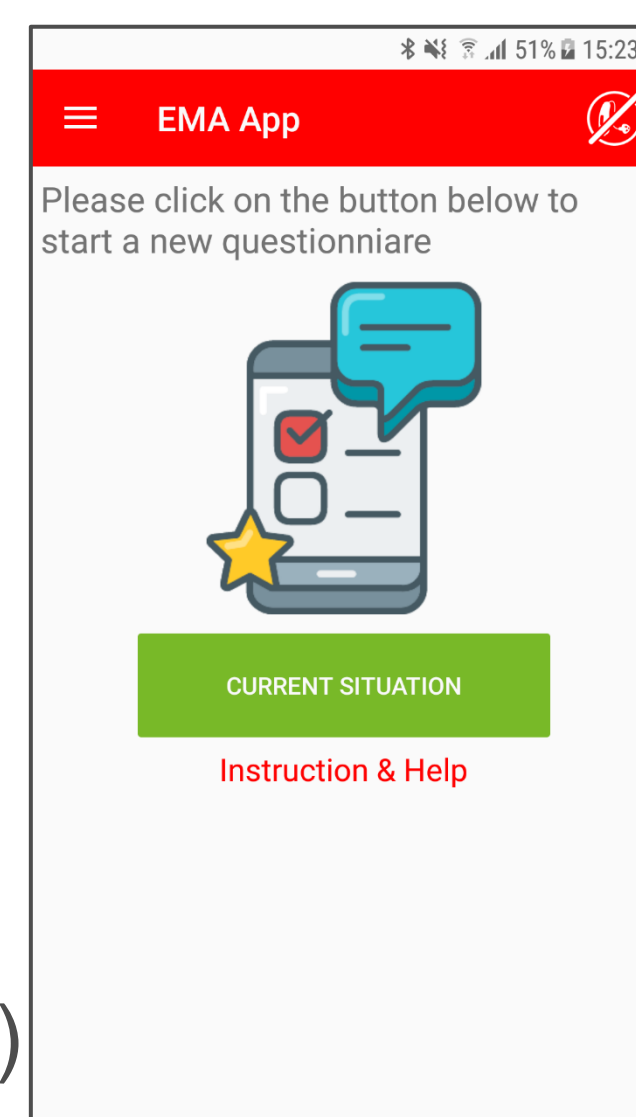 51% 15:23
EMA App
Please click on the button below to
start a new questionniare
CURRENT SITUATION
Instruction & Help
)